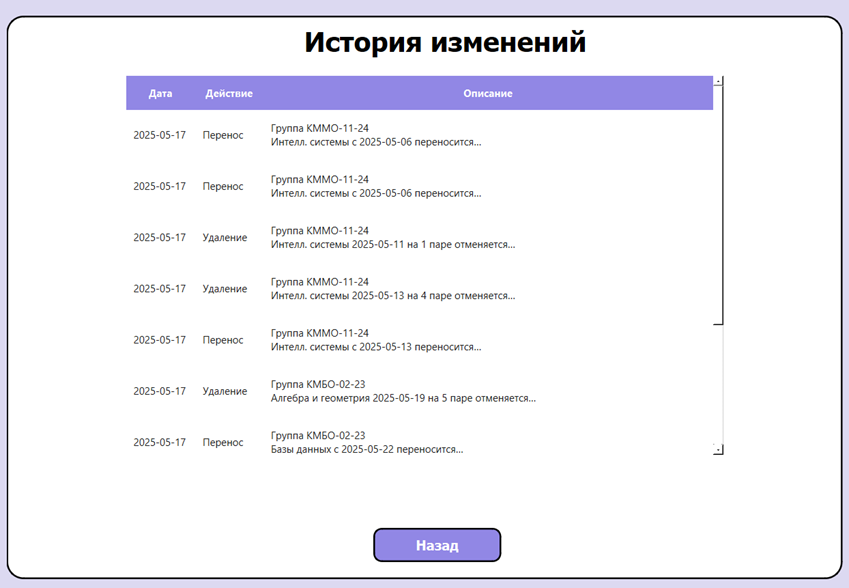 История изменений
Дата Действие Описание
Группа КММО-11-24
2025-05-17 Перенос
Интелл. системы с 2025-05-06 переносится...
Группа КММО-11-24
2025-05-17 Перенос
Интелл. системы с 2025-05-06 переносится...
Группа КММО-11-24
2025-05-17 Удаление
Интелл. системы 2025-05-11 на 1 паре отменяется...
Группа КММО-11-24
2025-05-17 Удаление
Интелл. системы 2025-05-13 на 4 паре отменяется...
Группа КММО-11-24
2025-05-17 Перенос
Интелл. системы с 2025-05-13 переносится...
Группа КМБО-02-23
2025-05-17 Удаление
Алгебра и геометрия 2025-05-19 на 5 паре отменяется...
Группа КМБО-02-23
2025-05-17 Перенос
Базы данных с 2025-05-22 переносится...
Назад